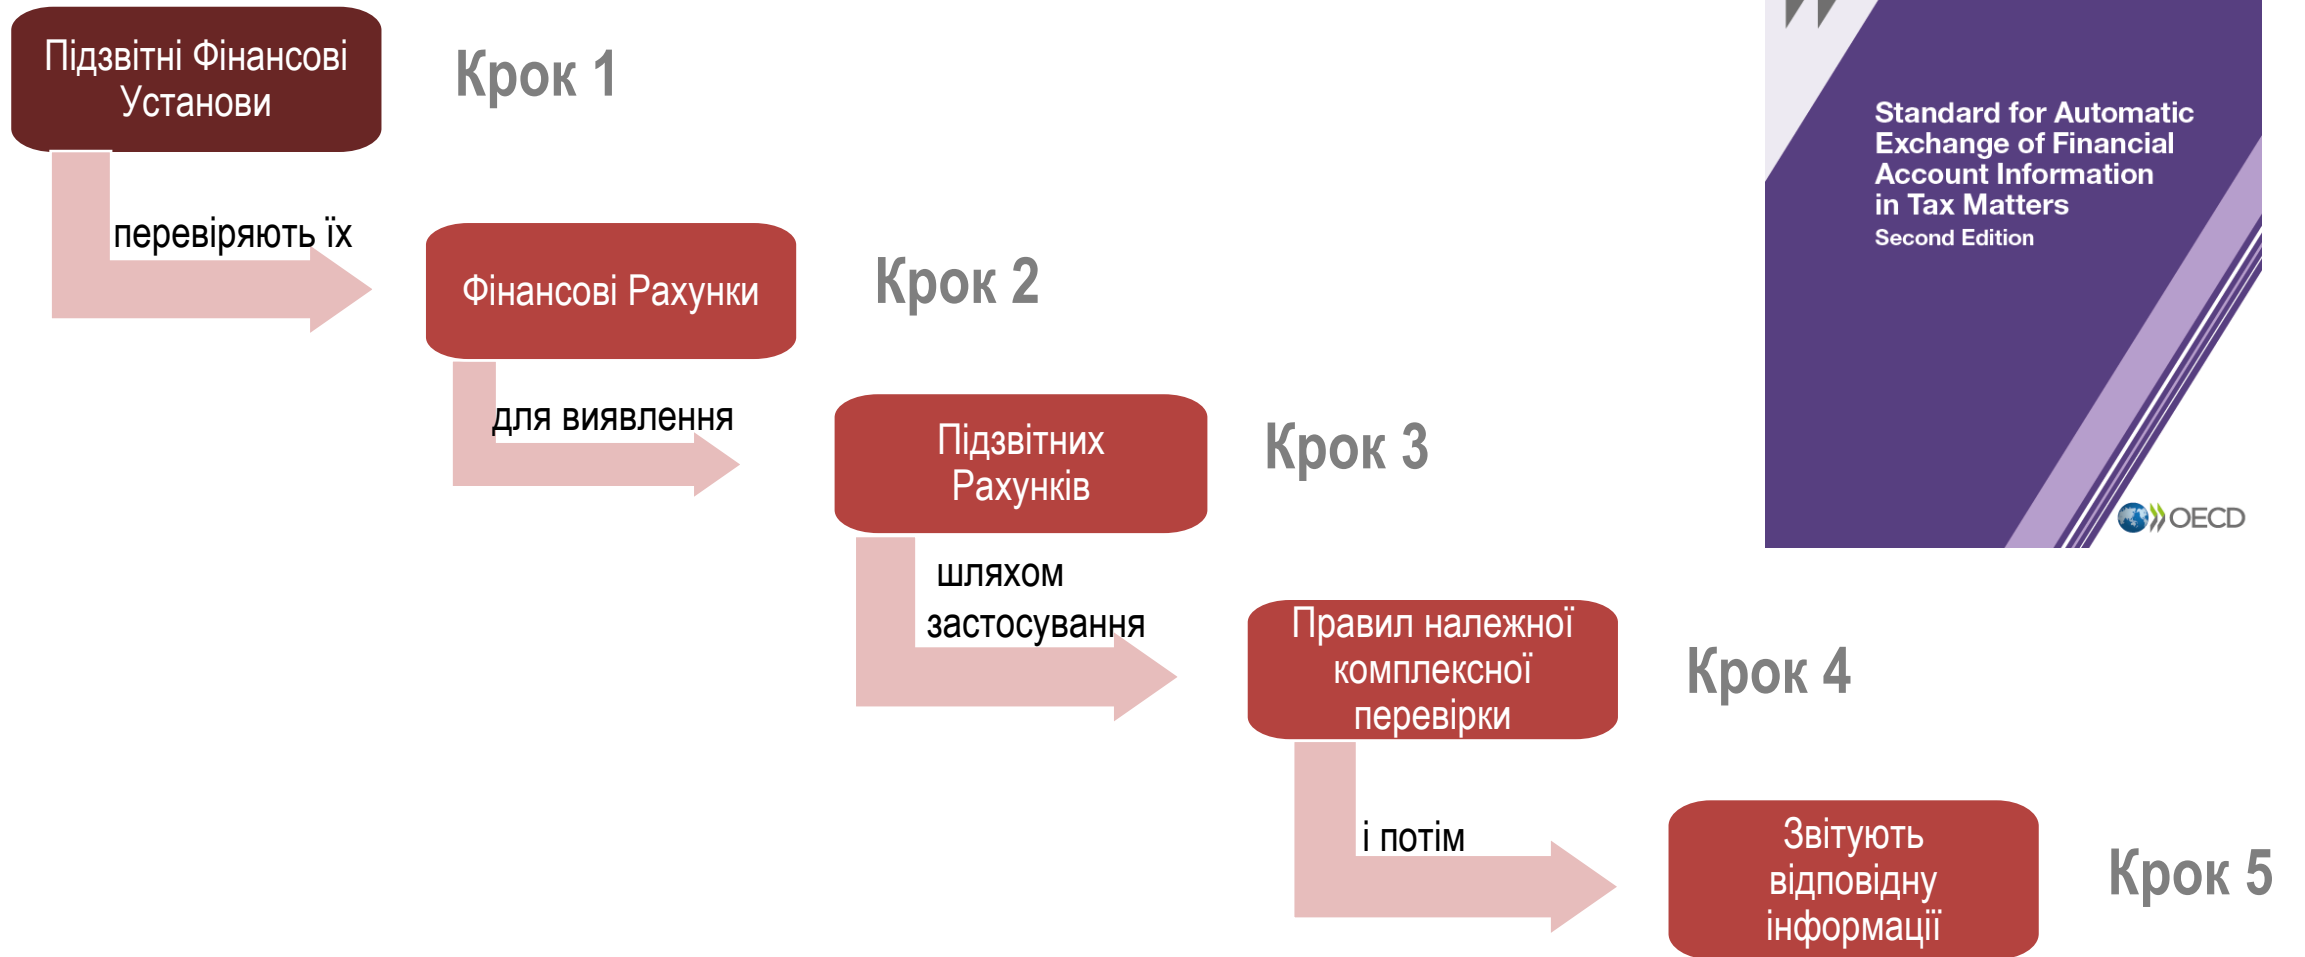 Підзвітні Фінансові
Установи
Крок 1
перевіряють їх
Фінансові Рахунки
Крок 2
для виявлення
Підзвітних
Рахунків
Крок 3
шляхом
застосування
Правил належної
комплексної
перевірки
Крок 4
і потім
Звітують
відповідну
інформації
Крок 5
Standard for Automatic
Exchange of Financial
Account Information
in Tax Matters
Second Edition
OECD